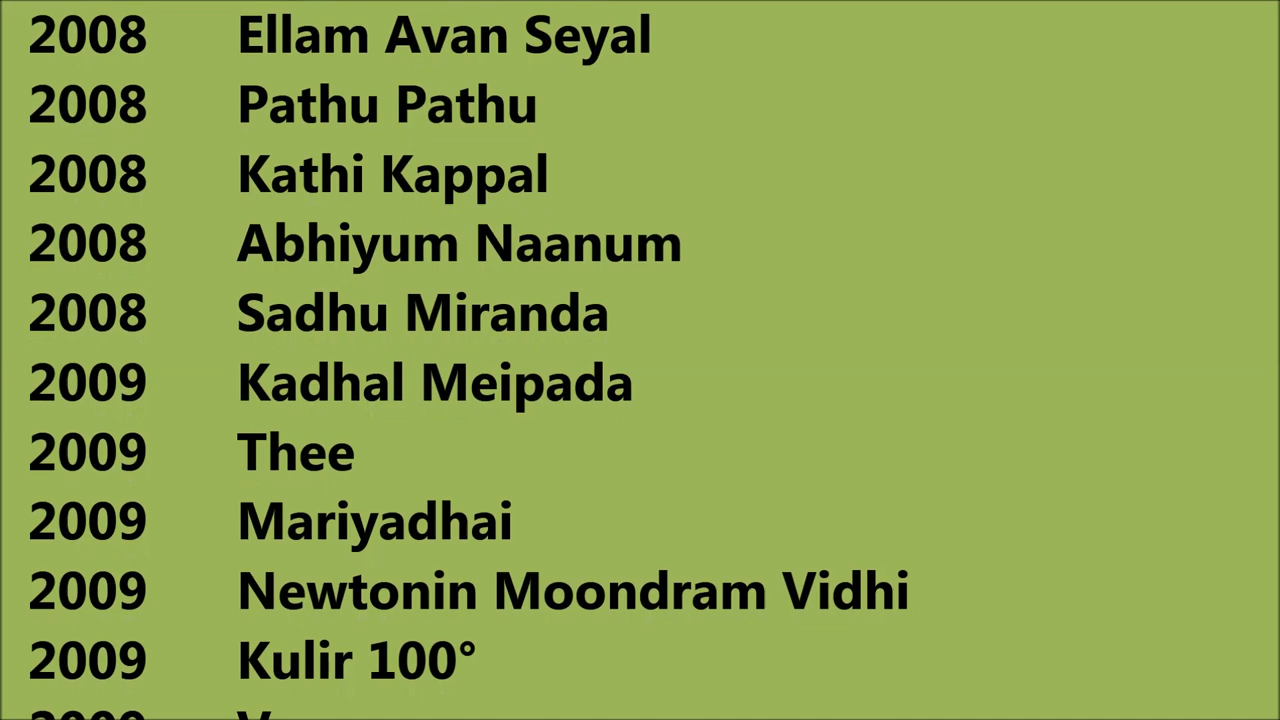 2008 Ellam Avan Seyal
2008 Pathu Pathu
2008 Kathi Kappal
2008 Abhiyum Naanum
2008 Sadhu Miranda
2009 Kadhal Meipada
2009 Thee
2009 Mariyadhai
2009 Newtonin Moondram Vidhi
2009 Kulir 100°